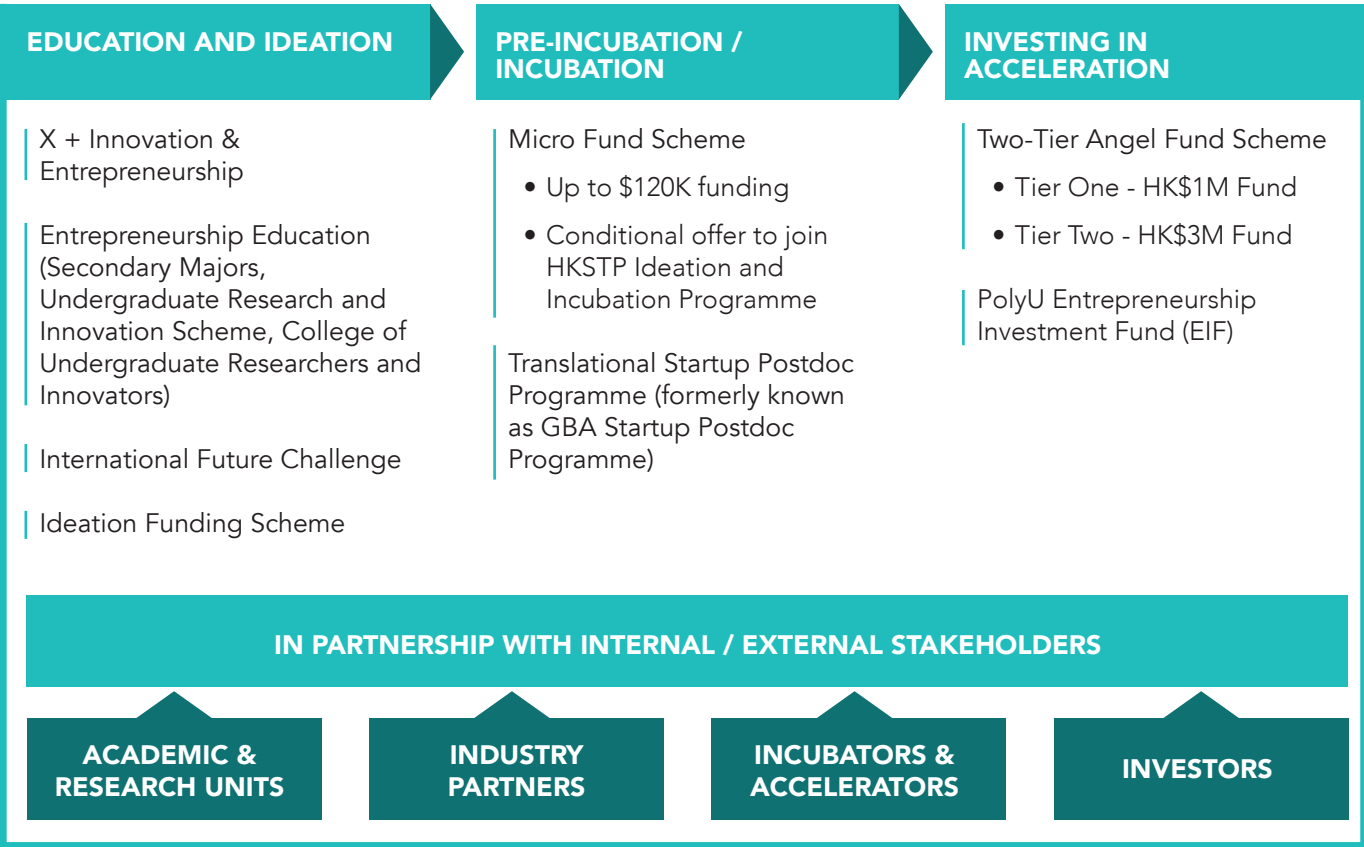 EDUCATION AND IDEATION
X + Innovation &
Entrepreneurship
Entrepreneurship Education
(Secondary Majors,
Undergraduate Research and
Innovation Scheme, College of
Undergraduate Researchers and
Innovators)
International Future Challenge
Ideation Funding Scheme
PRE-INCUBATION /
INCUBATION
Micro Fund Scheme
• Up to $120K funding
• Conditional offer to join
HKSTP Ideation and
Incubation Programme
Translational Startup Postdoc
Programme (formerly known
as GBA Startup Postdoc
Programme)
INVESTING IN
ACCELERATION
Two-Tier Angel Fund Scheme
• Tier One - HK$1M Fund
• Tier Two - HK$3M Fund
PolyU Entrepreneurship
Investment Fund (EIF)
IN PARTNERSHIP WITH INTERNAL / EXTERNAL STAKEHOLDERS
ACADEMIC &
RESEARCH UNITS
INDUSTRY
PARTNERS
INCUBATORS &
ACCELERATORS
INVESTORS